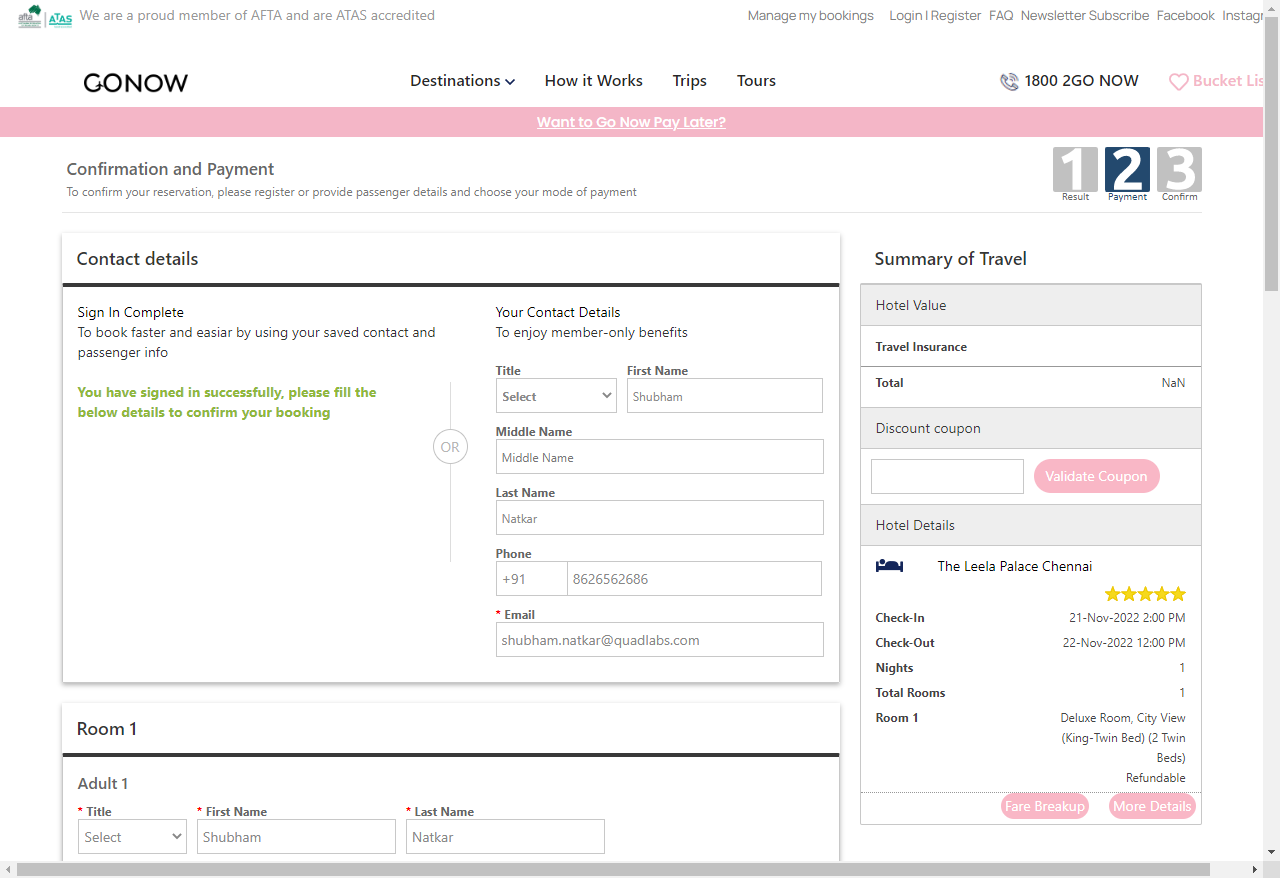 We are a proud member of AFTA and are ATAS accredited
Manage my bookings Login | Register FAQ Newsletter Subscribe Facebook Instagr
afta ATAS
GONOW
Destinations How it Works Trips Tours
1800 2GO NOW Bucket Lis
Want to Go Now Pay Later?
Confirmation and Payment
To confirm your reservation, please register or provide passenger details and choose your mode of payment
1 2 3
Result Payment Confirm
Contact details
Sign In Complete
To book faster and easiar by using your saved contact and
passenger info
You have signed in successfully, please fill the
below details to confirm your booking
OR
Your Contact Details
To enjoy member-only benefits
Title First Name
Select Shubham
Middle Name
Middle Name
Last Name
Natkar
Phone
+91 8626562686
* Email
shubham.natkar@quadlabs.com
Room 1
Adult 1
* Title * First Name * Last Name
Select Shubham Natkar
Summary of Travel
Hotel Value
Travel Insurance
Total NaN
Discount coupon
Validate Coupon
Hotel Details
The Leela Palace Chennai
Check-In 21-Nov-2022 2:00 PM
Check-Out 22-Nov-2022 12:00 PM
Nights 1
Total Rooms 1
Room 1 Deluxe Room, City View
(King-Twin Bed) (2 Twin
Beds)
Refundable
Fare Breakup More Details